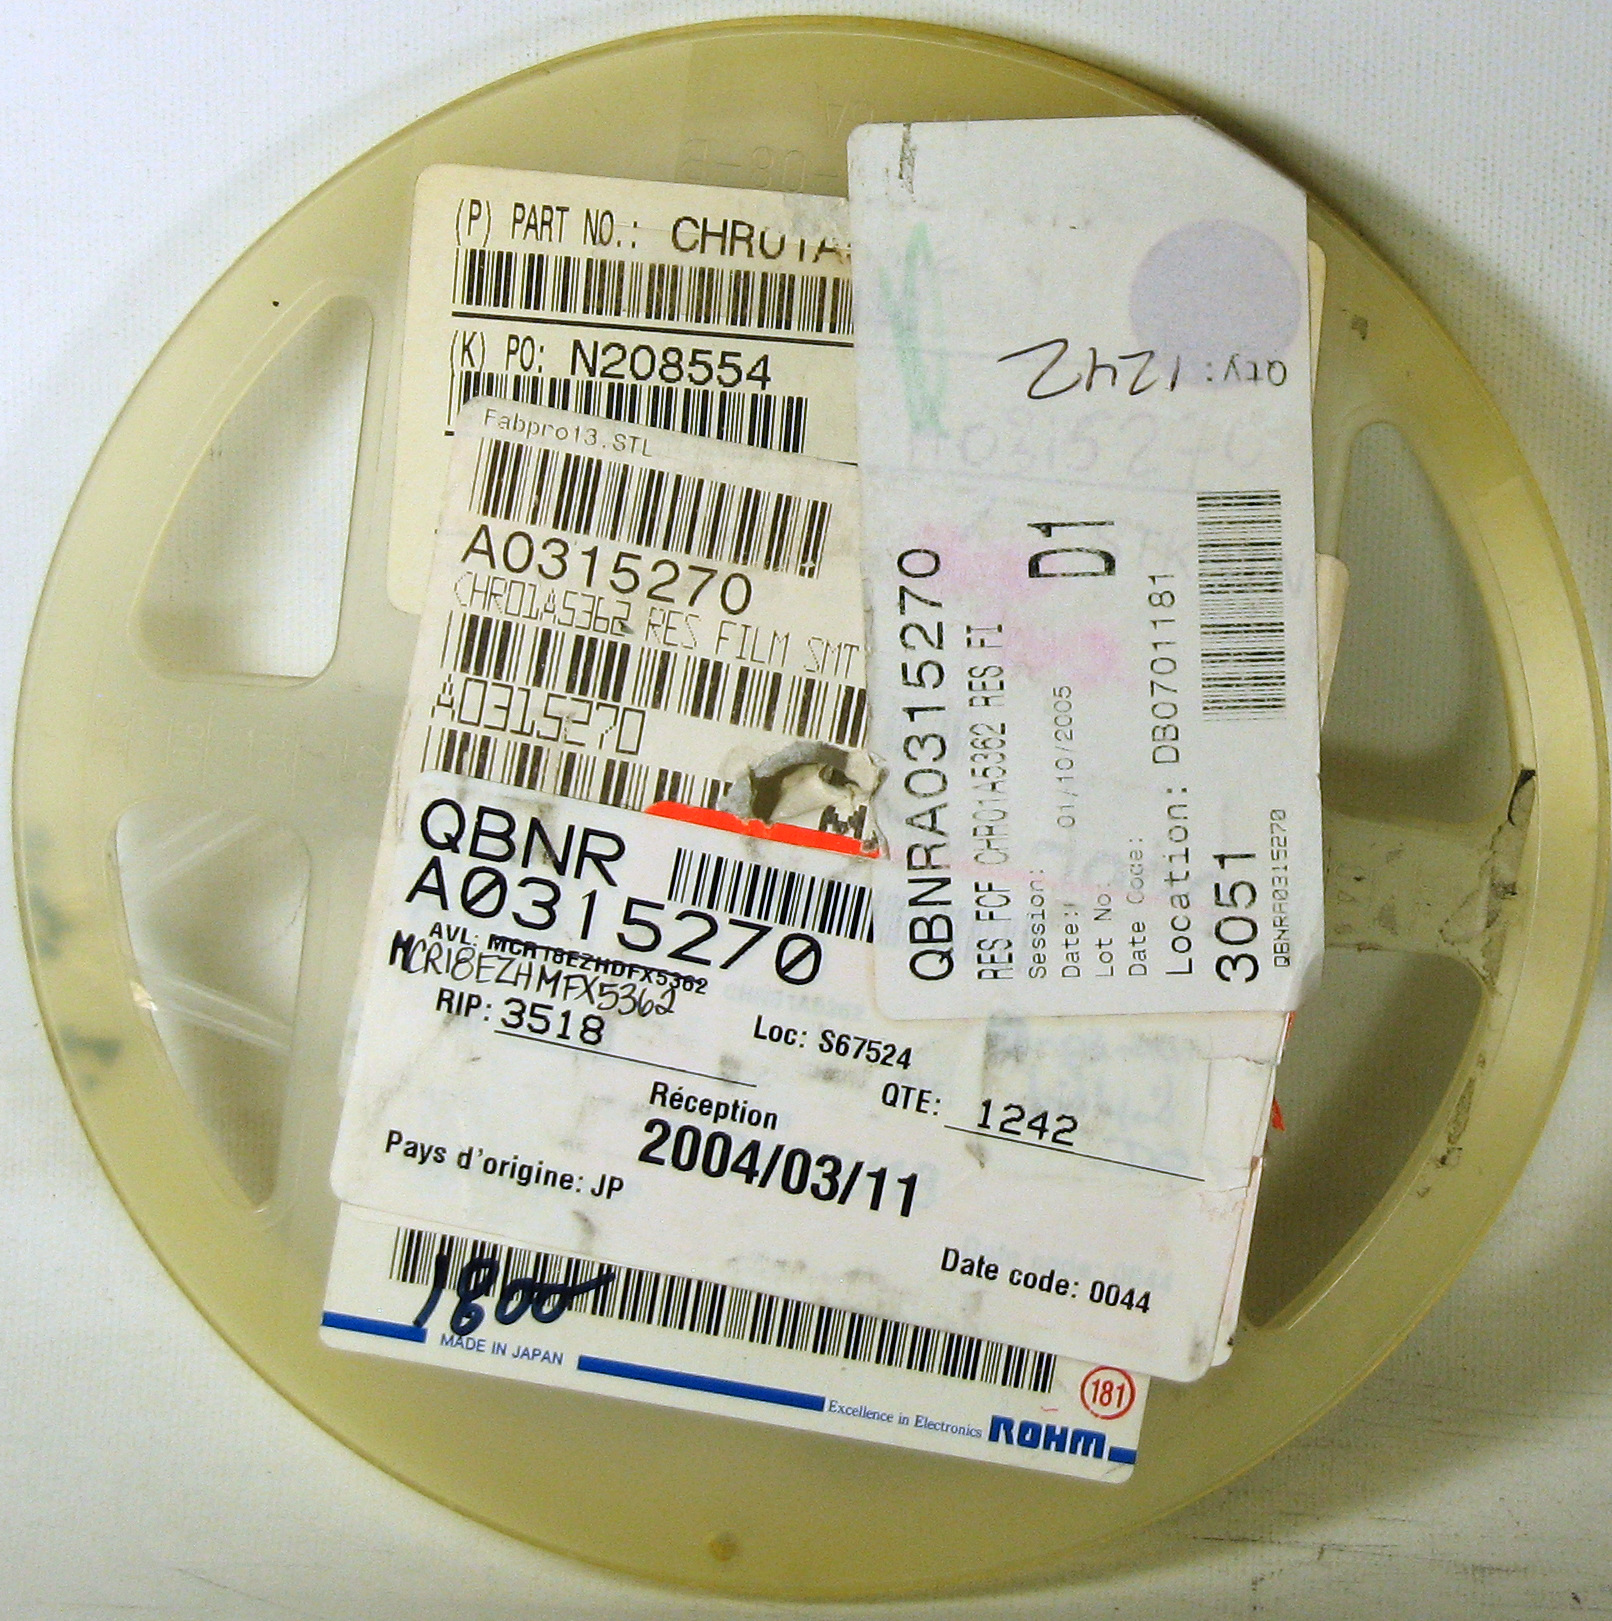 (P) PART NO.: CHR01A
(K) PO: N208554
Fabpro13.STL
A0315270
CHR01A5362 RES FILM SMT
A0315270
QBNR
A0315270
AVL: MCR18EZHDFX5362
MCR18EZHMFX5362
RIP: 3518
Loc: S67524
QTE: 1242
Réception
2004/03/11
Pays d'origine: JP
Date code: 0044
1800
MADE IN JAPAN
Excellence in Electronics
ROHM
181
Qty: 1242
QBNRA0315270
RES FCF CHR01A5362 RES FI
Session:
D1
Date: 01/10/2005
Lot No:
Date Code:
Location: DB0701181
3051
QBNRA0315270